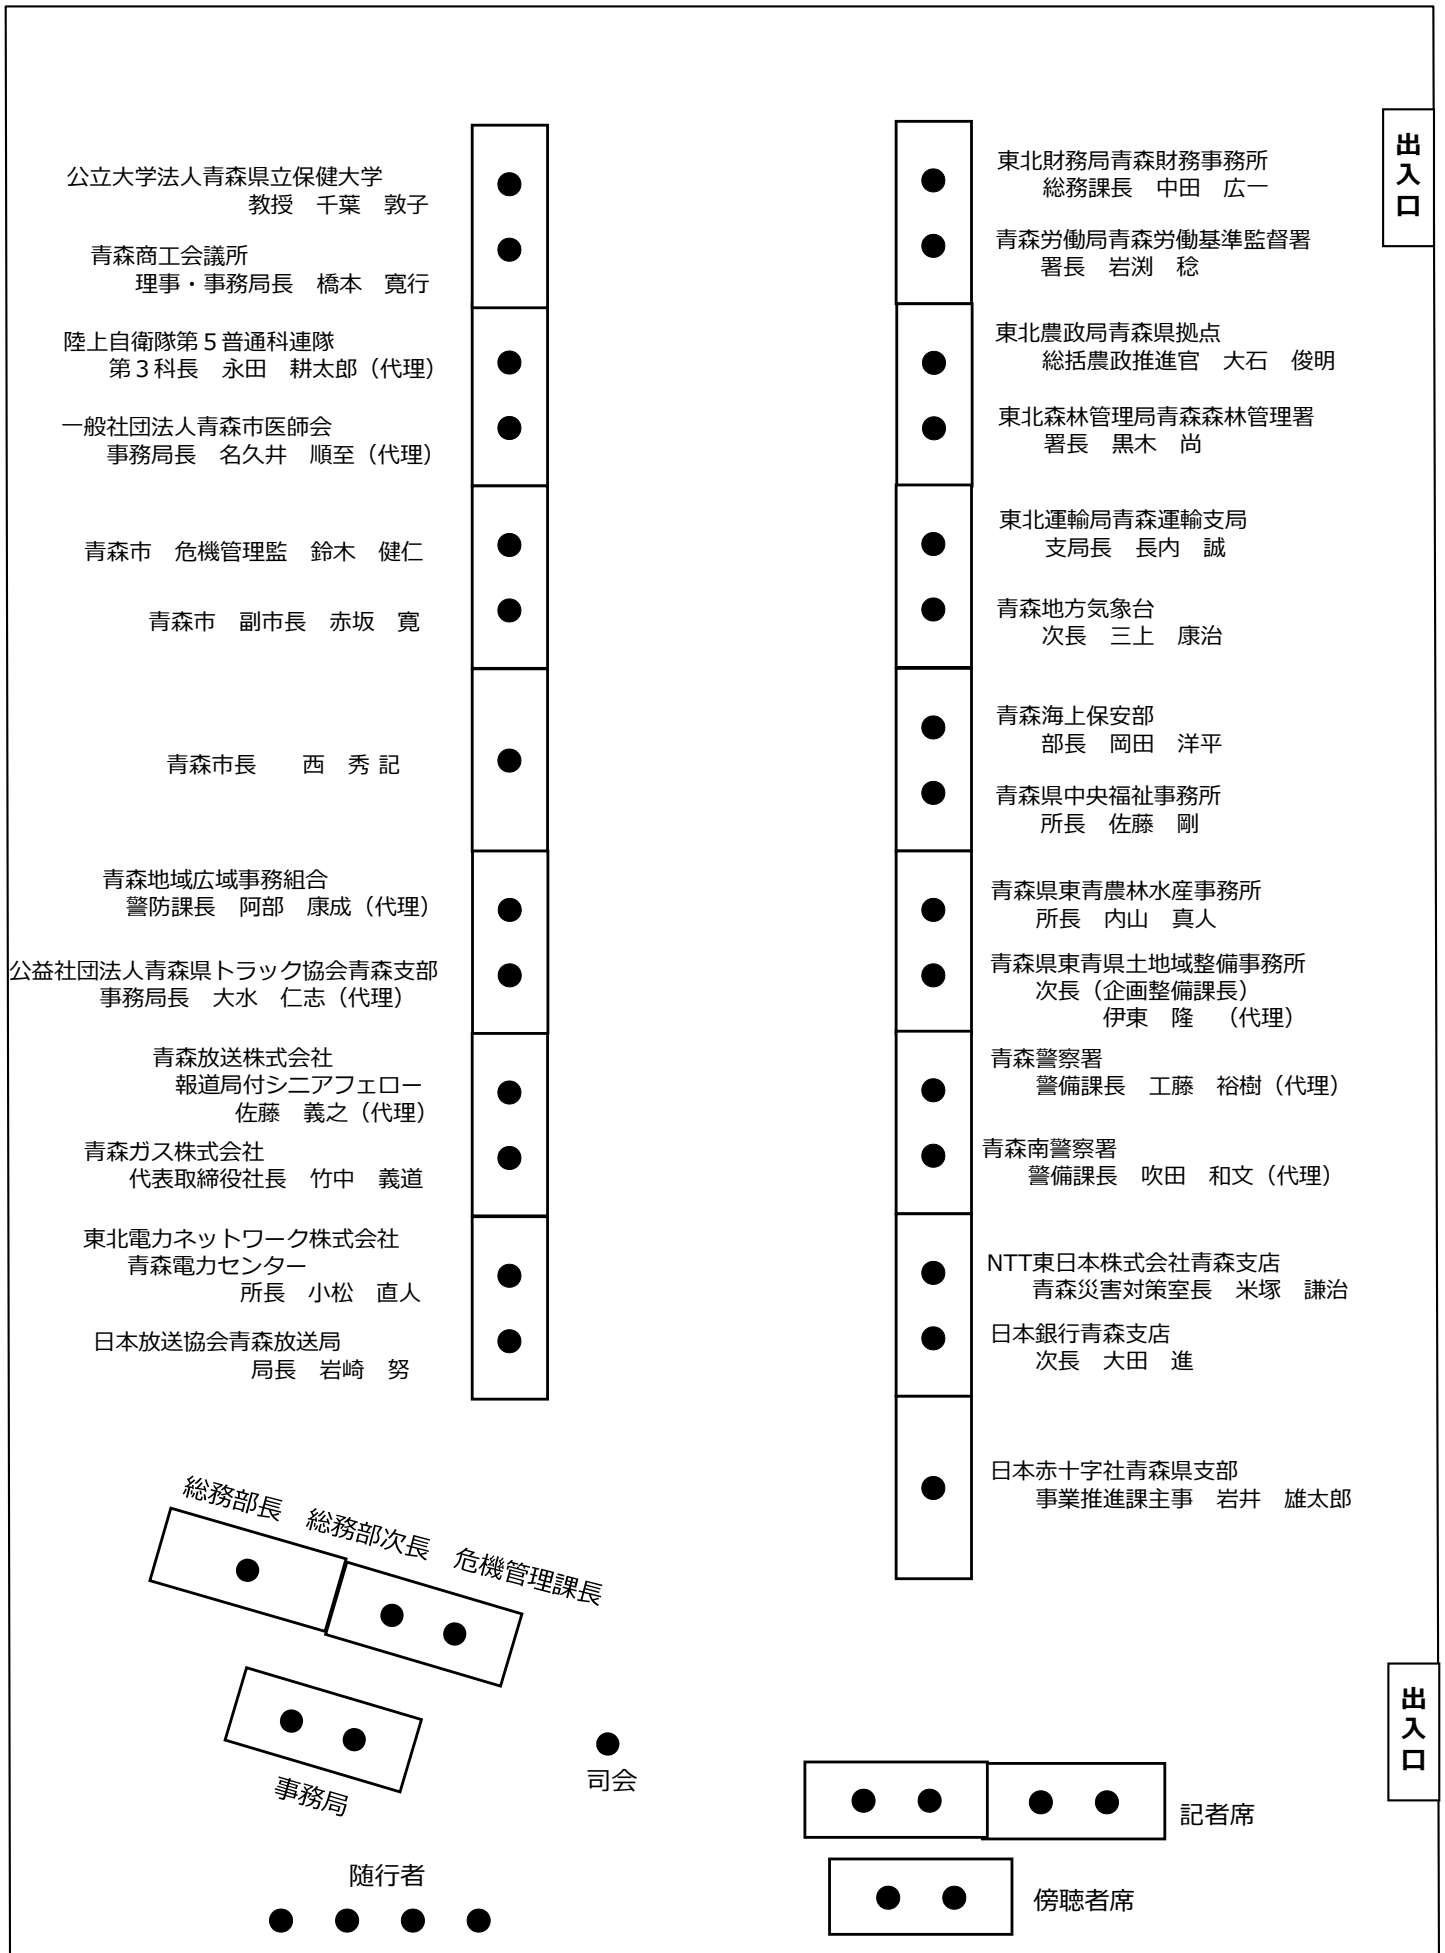 公立大学法人青森県立保健大学
教授　千葉　敦子
青森商工会議所
理事・事務局長　橋本　寛行
陸上自衛隊第５普通科連隊
第３科長　永田　耕太郎（代理）
一般社団法人青森市医師会
事務局長　名久井　順至（代理）
青森市　危機管理監　鈴木　健仁
青森市　副市長　赤坂　寛
青森市長　　西　秀 記
青森地域広域事務組合
警防課長　阿部　康成（代理）
公益社団法人青森県トラック協会青森支部
事務局長　大水　仁志（代理）
青森放送株式会社
報道局付シニアフェロー
佐藤　義之（代理）
青森ガス株式会社
代表取締役社長　竹中　義道
東北電力ネットワーク株式会社
青森電力センター
所長　小松　直人
日本放送協会青森放送局
局長　岩崎　努
東北財務局青森財務事務所
総務課長　中田　広一
青森労働局青森労働基準監督署
署長　岩渕　稔
東北農政局青森県拠点
総括農政推進官　大石　俊明
東北森林管理局青森森林管理署
署長　黒木　尚
東北運輸局青森運輸支局
支局長　長内　誠
青森地方気象台
次長　三上　康治
青森海上保安部
部長　岡田　洋平
青森県中央福祉事務所
所長　佐藤　剛
青森県東青農林水産事務所
所長　内山　真人
青森県東青県土地域整備事務所
次長（企画整備課長）
伊東　隆　（代理）
青森警察署
警備課長　工藤　裕樹（代理）
青森南警察署
警備課長　吹田　和文（代理）
NTT東日本株式会社青森支店
青森災害対策室長　米塚　謙治
日本銀行青森支店
次長　大田　進
日本赤十字社青森県支部
事業推進課主事　岩井　雄太郎
出入口
総務部長　総務部次長　危機管理課長
事務局
司会
随行者
記者席
傍聴者席
出入口